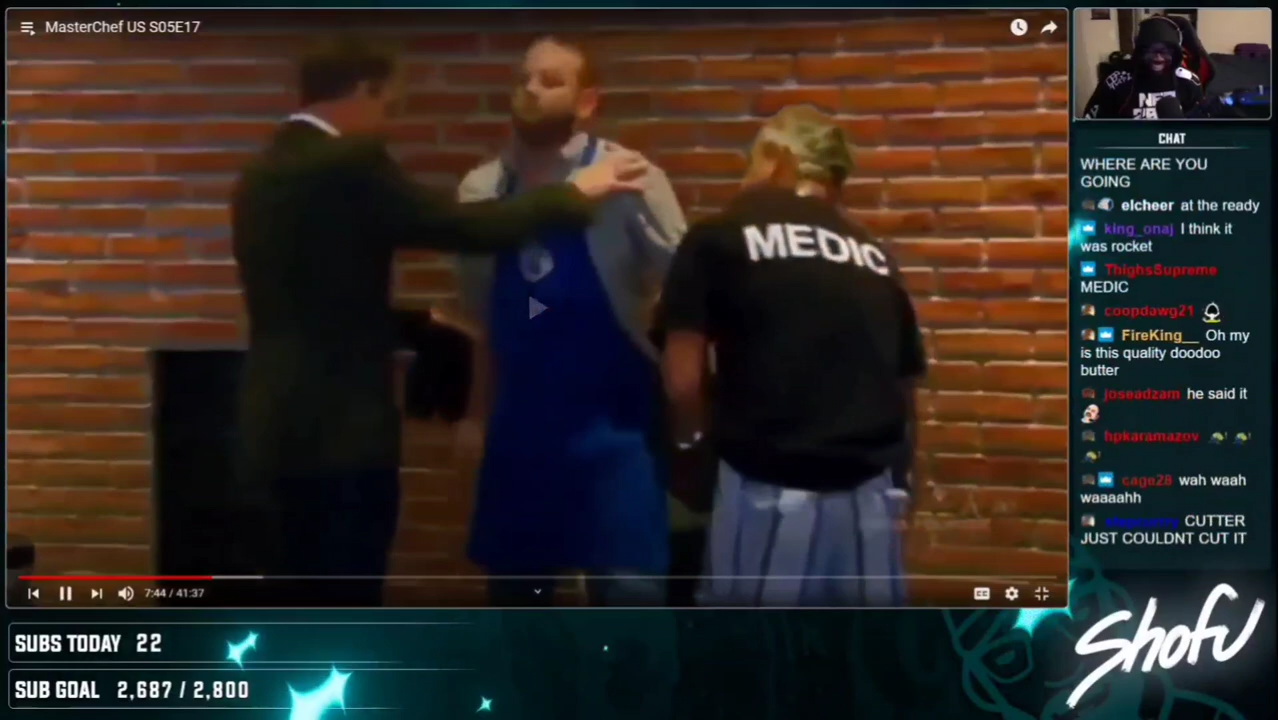 MasterChef US S05E17
MEDIC
7:44 / 41:37
CC
NE
CHAT
WHERE ARE YOU
GOING
elcheer at the ready
king_onaj I think it
was rocket
ThighsSupreme
MEDIC
coopdawg21
FireKing__ Oh my
is this quality doodoo
butter
joseadzam he said it
hpkaramazov
cage28 wah waah
waaaahh
CUTTER
JUST COULDNT CUT IT
Shofu
SUBS TODAY 22
SUB GOAL 2,687 / 2,800